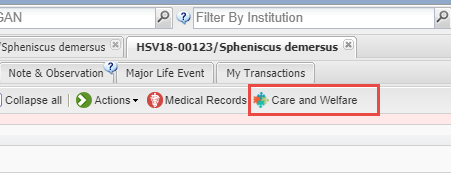 GAN Filter By Institution
/Spheniscus demersus HSV18-00123/Spheniscus demersus
Note & Observation Major Life Event My Transactions
Collapse all Actions Medical Records Care and Welfare